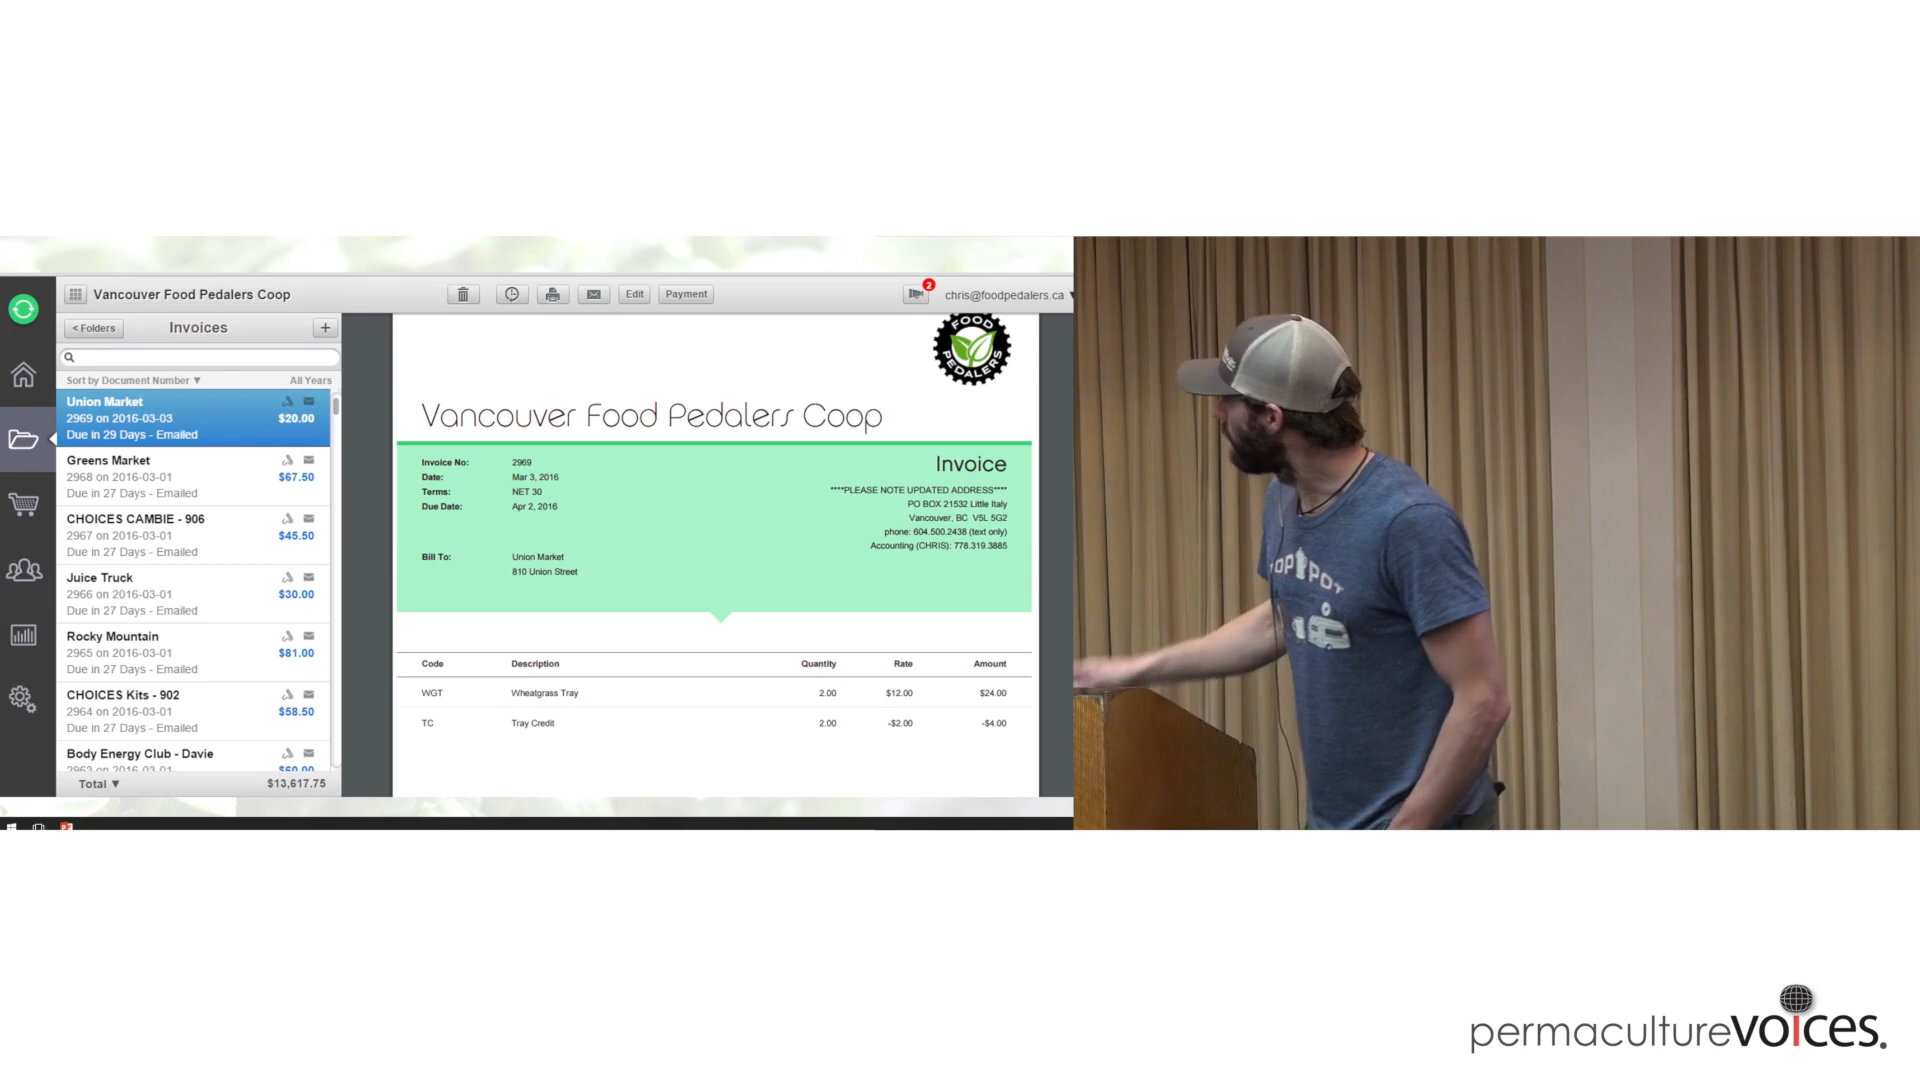 Vancouver Food Pedalers Coop
Edit
Payment
2
chris@foodpedalers.ca ▼
< Folders
Invoices
+
Sort by Document Number ▼
All Years
Union Market
2969 on 2016-03-03
$20.00
Due in 29 Days - Emailed
Greens Market
2968 on 2016-03-01
$67.50
Due in 27 Days - Emailed
CHOICES CAMBIE - 906
2967 on 2016-03-01
$45.50
Due in 27 Days - Emailed
Juice Truck
2966 on 2016-03-01
$30.00
Due in 27 Days - Emailed
Rocky Mountain
2965 on 2016-03-01
$81.00
Due in 27 Days - Emailed
CHOICES Kits - 902
2964 on 2016-03-01
$58.50
Due in 27 Days - Emailed
Body Energy Club - Davie
2963 on 2016-03-01
$60.00
Total ▼
$13,617.75
FOOD
PEDALERS
Vancouver Food Pedalers Coop
Invoice No: 2969
Date: Mar 3, 2016
Terms: NET 30
Due Date: Apr 2, 2016
Bill To: Union Market
810 Union Street
Invoice
****PLEASE NOTE UPDATED ADDRESS****
PO BOX 21532 Little Italy
Vancouver, BC V5L 5G2
phone: 604.500.2438 (text only)
Accounting (CHRIS): 778.319.3885
Code Description Quantity Rate Amount
WGT Wheatgrass Tray 2.00 $12.00 $24.00
TC Tray Credit 2.00 -$2.00 -$4.00
POT
permacultureVOICES.